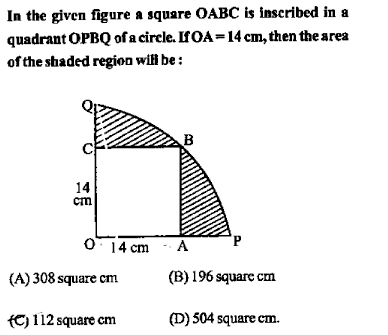 In the given figure a square OABC is inscribed in a
quadrant OPBQ of a circle. If OA = 14 cm, then the area
of the shaded region will be :
Q
B
C
14
cm
O 14 cm A P
(A) 308 square cm (B) 196 square cm
(C) 112 square cm (D) 504 square cm.